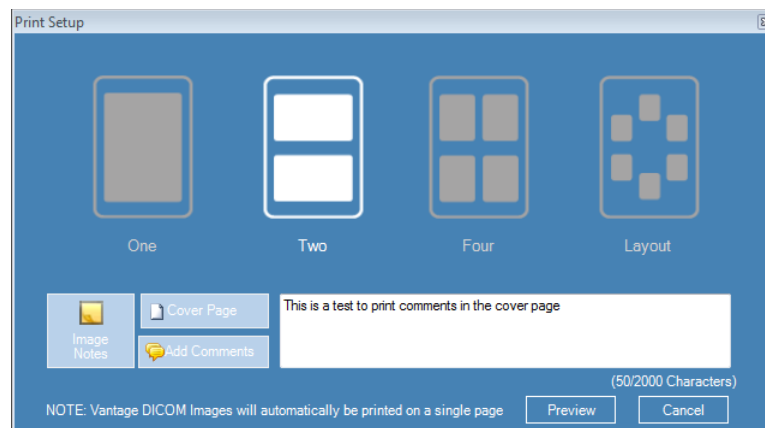 Print Setup
One
Two
Four
Layout
Image
Notes
Cover Page
Add Comments
This is a test to print comments in the cover page
(50/2000 Characters)
NOTE: Vantage DICOM Images will automatically be printed on a single page
Preview
Cancel